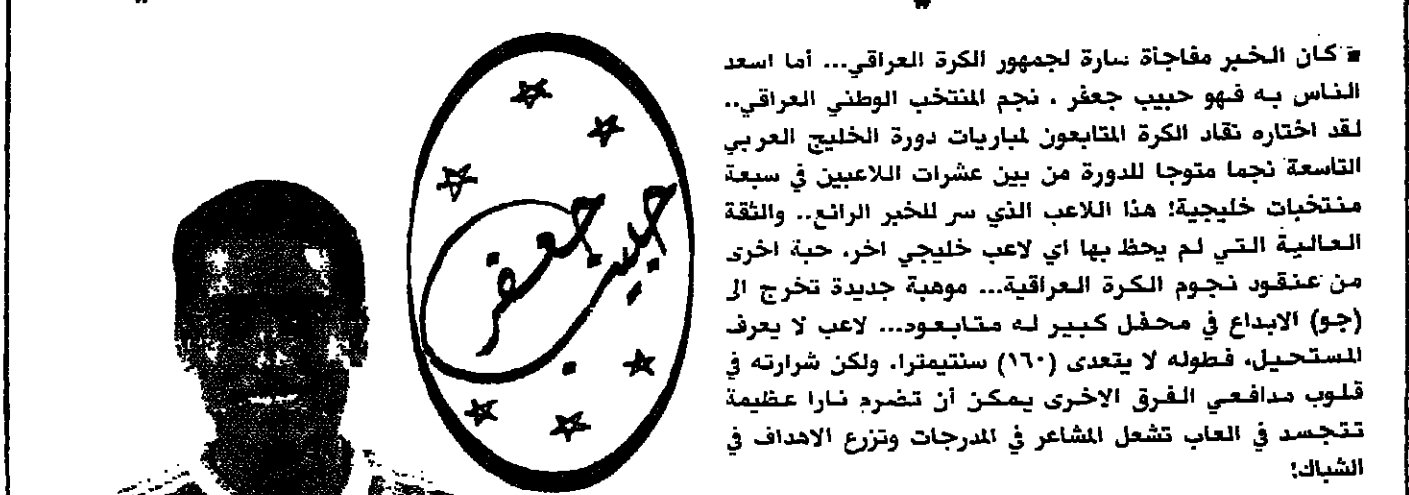 كان الخبر مفاجأة سارة لجمهور الكرة العراقي... أما اسعد
الناس به فهو حبيب جعفر ، نجم المنتخب الوطني العراقي..
لقد اختاره نقاد الكرة المتابعون لمباريات دورة الخليج العربي
التاسعة نجما متوجا للدورة من بين عشرات اللاعبين في سبعة
منتخبات خليجية! هذا اللاعب الذي سر للخبر الرائع.. والثقة
العالية التي لم يحظ بها اي لاعب خليجي اخر، حبة اخرى
من عنقود نجوم الكرة العراقية... موهبة جديدة تخرج الى
(جو) الابداع في محفل كبير له متابعود... لاعب لا يعرف
المستحيل، فطوله لا يتعدى (١٦٠) سنتيمترا، ولكن شرارته في
قلوب مدافعي الفرق الاخرى يمكن أن تضرم نارا عظيمة
تتجسد في العاب تشعل المشاعر في المدرجات وتزرع الاهداف في
الشباك!
حبيب جعفر